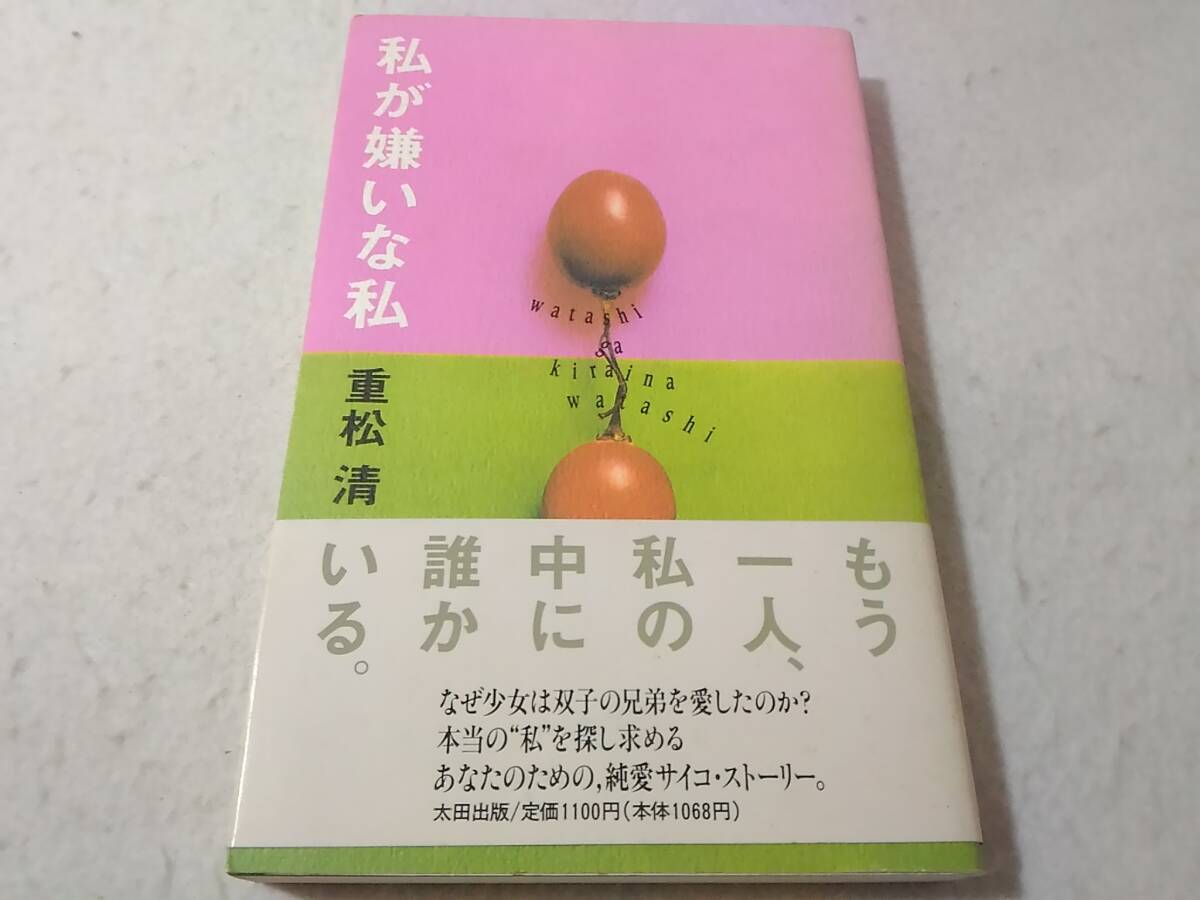 私が嫌いな私
重松 清
watashi
ga
kiraina
watashi
もう
一人、
私の
中に
誰か
いる。
なぜ少女は双子の兄弟を愛したのか?
本当の“私”を探し求める
あなたのための,純愛サイコ・ストーリー。
太田出版/定価1100円(本体1068円)